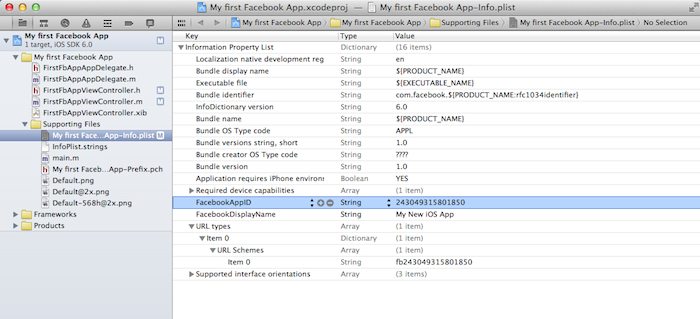 My first Facebook App.xcodeproj — My first Facebook App-Info.plist
My first Facebook App My first Facebook App Supporting Files My first Facebook App-Info.plist No Selection
My first Facebook App M
1 target, iOS SDK 6.0
My first Facebook App
FirstFbAppAppDelegate.h
FirstFbAppAppDelegate.m
FirstFbAppViewController.h M
FirstFbAppViewController.m M
FirstFbAppViewController.xib
Supporting Files
My first Face...App-Info.plist M
InfoPlist.strings
main.m
My first Faceb...App-Prefix.pch
Default.png
Default@2x.png
Default-568h@2x.png
Frameworks
Products
Key Type Value
Information Property List Dictionary (16 items)
Localization native development reg String en
Bundle display name String ${PRODUCT_NAME}
Executable file String ${EXECUTABLE_NAME}
Bundle identifier String com.facebook.${PRODUCT_NAME:rfc1034identifier}
InfoDictionary version String 6.0
Bundle name String ${PRODUCT_NAME}
Bundle OS Type code String APPL
Bundle versions string, short String 1.0
Bundle creator OS Type code String ????
Bundle version String 1.0
Application requires iPhone environr Boolean YES
Required device capabilities Array (1 item)
FacebookAppID String 243049315801850
FacebookDisplayName String My New iOS App
URL types Array (1 item)
Item 0 Dictionary (1 item)
URL Schemes Array (1 item)
Item 0 String fb243049315801850
Supported interface orientations Array (3 items)